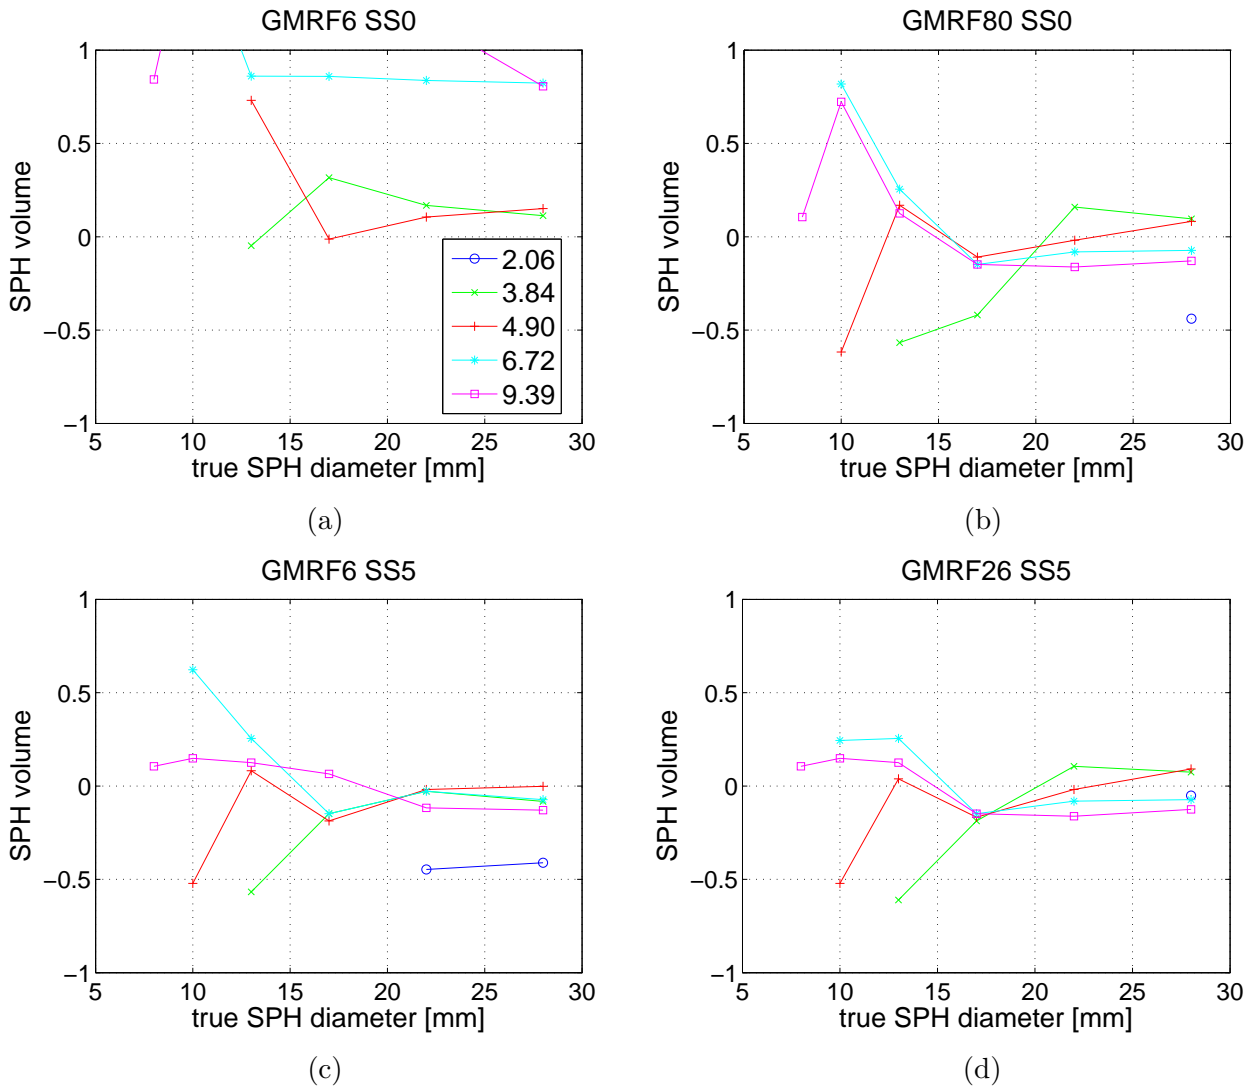 GMRF6 SS0
1
0.5
0
−0.5
−1
SPH volume
5 10 15 20 25 30
true SPH diameter [mm]
2.06
3.84
4.90
6.72
9.39
(a)
GMRF80 SS0
1
0.5
0
−0.5
−1
SPH volume
5 10 15 20 25 30
true SPH diameter [mm]
(b)
GMRF6 SS5
1
0.5
0
−0.5
−1
SPH volume
5 10 15 20 25 30
true SPH diameter [mm]
(c)
GMRF26 SS5
1
0.5
0
−0.5
−1
SPH volume
5 10 15 20 25 30
true SPH diameter [mm]
(d)